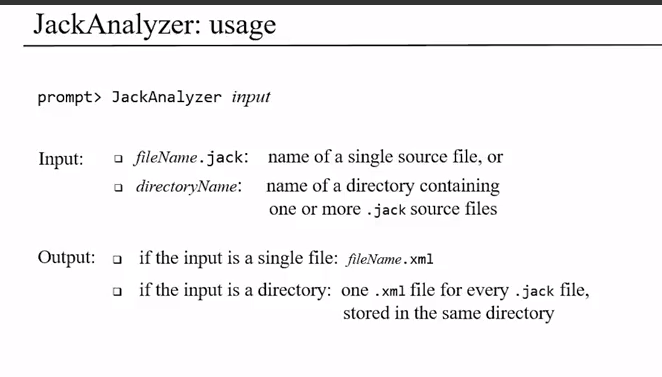 JackAnalyzer: usage
prompt> JackAnalyzer input
Input: ❑ fileName.jack: name of a single source file, or
❑ directoryName: name of a directory containing
one or more .jack source files
Output: ❑ if the input is a single file: fileName.xml
❑ if the input is a directory: one .xml file for every .jack file,
stored in the same directory